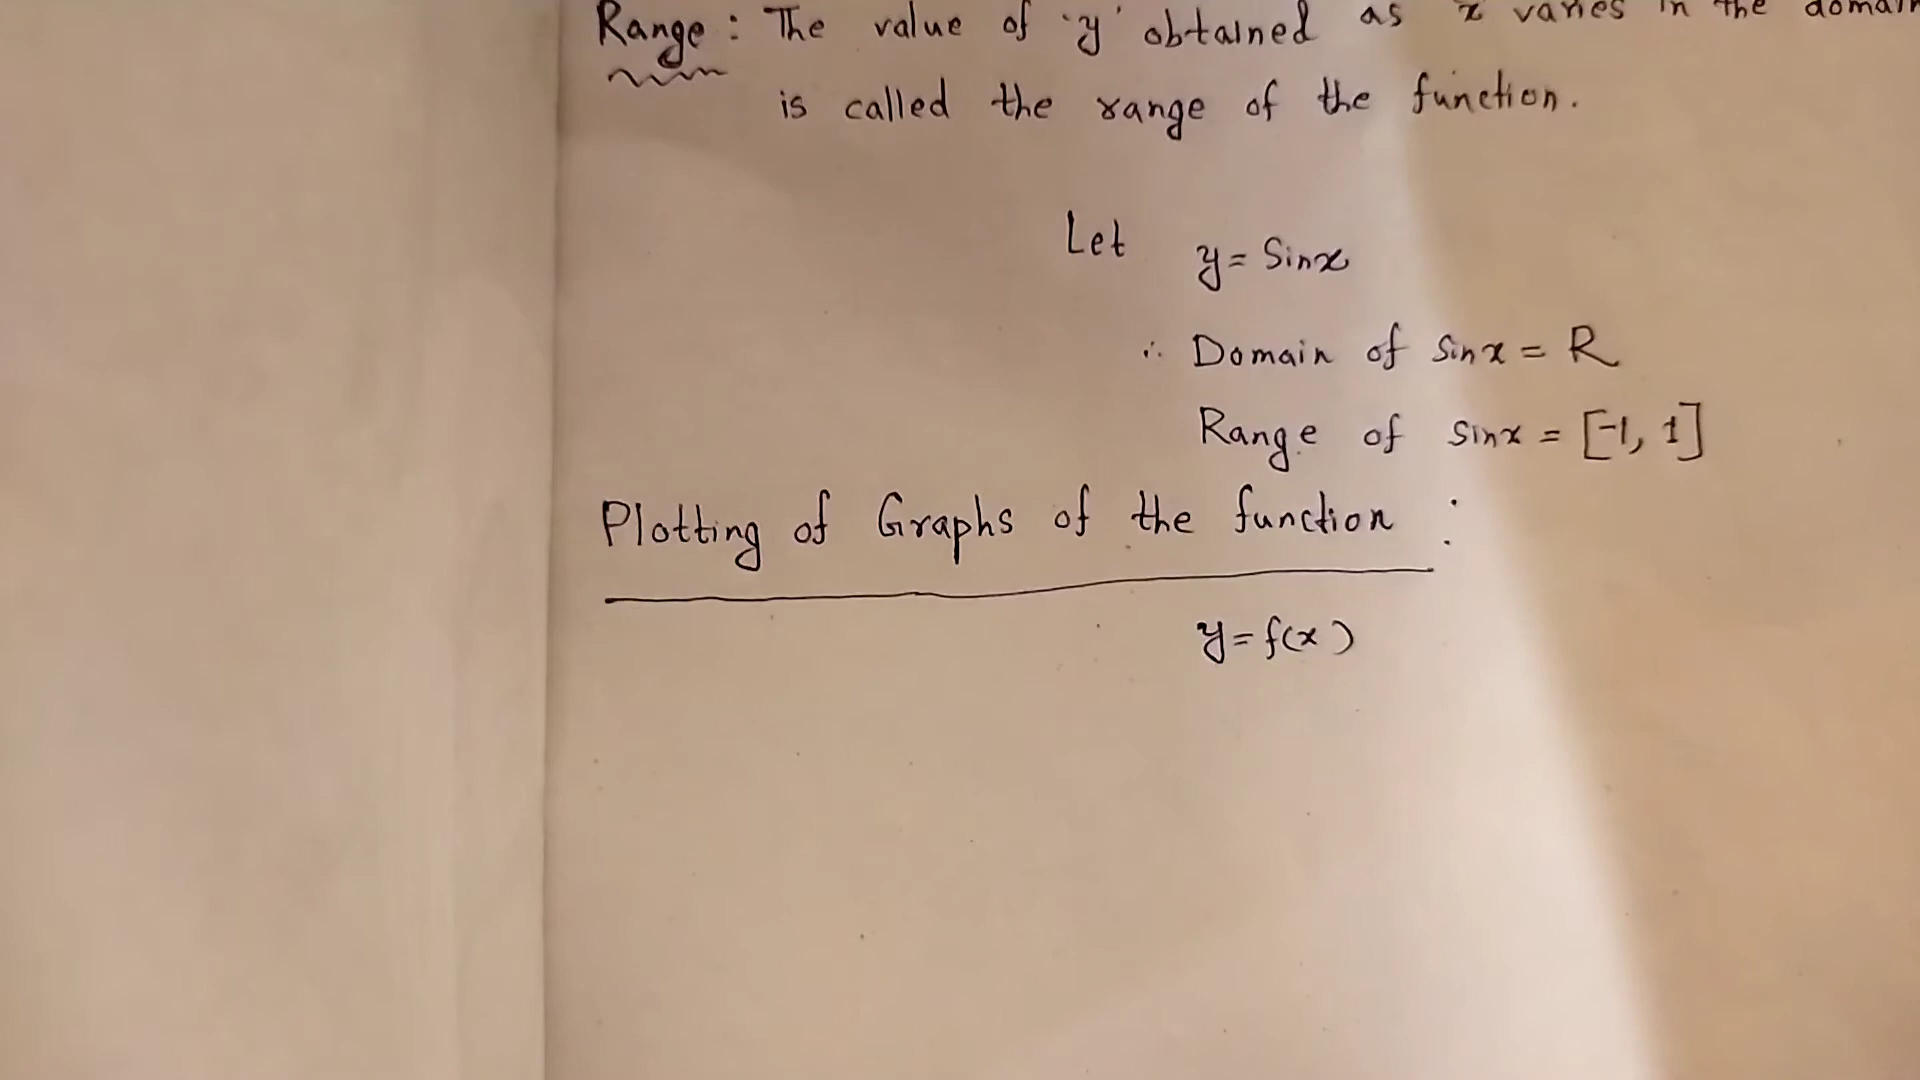 Range : The value of 'y' obtained as x varies in the domain
is called the range of the function.
Let y = Sinx
∴ Domain of Sinx = R
Range of sinx = [-1, 1]
Plotting of Graphs of the function :
y = f(x)